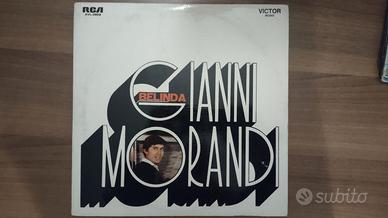 RCA
VICTOR
GIANNI
BELINDA
MORANDI
subito